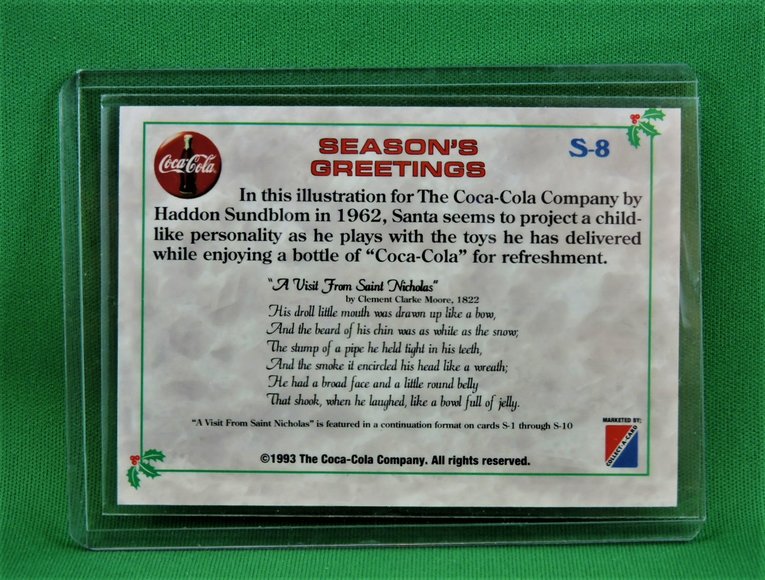 Coca-Cola
SEASON'S
GREETINGS
S-8
In this illustration for The Coca-Cola Company by
Haddon Sundblom in 1962, Santa seems to project a child-
like personality as he plays with the toys he has delivered
while enjoying a bottle of “Coca-Cola” for refreshment.
“A Visit From Saint Nicholas”
by Clement Clarke Moore, 1822
His droll little mouth was drawn up like a bow,
And the beard of his chin was as white as the snow;
The stump of a pipe he held tight in his teeth,
And the smoke it encircled his head like a wreath;
He had a broad face and a little round belly
That shook, when he laughed, like a bowl full of jelly.
“A Visit From Saint Nicholas” is featured in a continuation format on cards S-1 through S-10
MARKETED BY:
COLLECT-A-CARD
©1993 The Coca-Cola Company. All rights reserved.